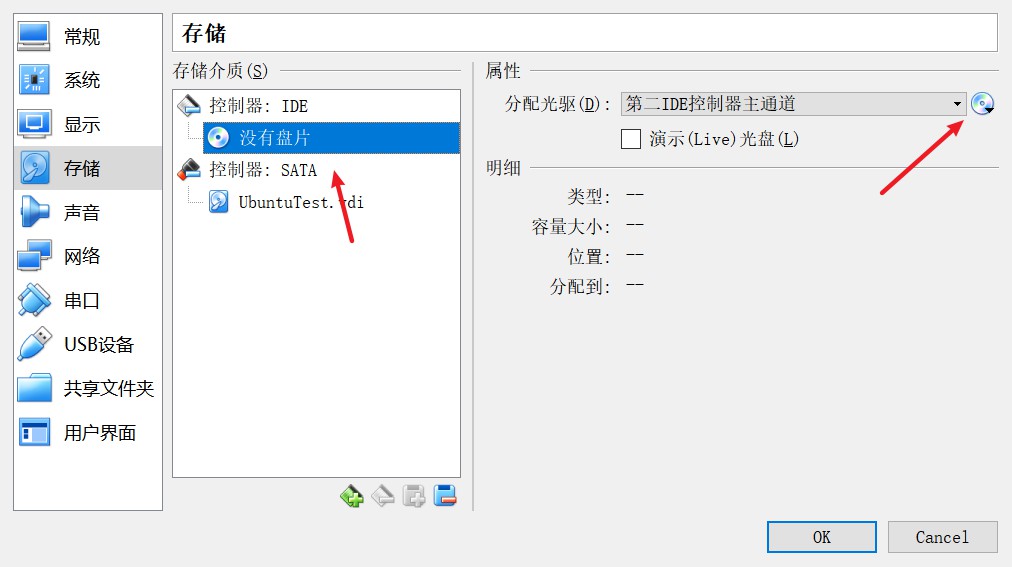 常规
系统
显示
存储
声音
网络
串口
USB设备
共享文件夹
用户界面
存储
存储介质(S)
控制器: IDE
没有盘片
控制器: SATA
UbuntuTest.vdi
属性
分配光驱(D): 第二IDE控制器主通道
演示(Live)光盘(L)
明细
类型: --
容量大小: --
位置: --
分配到: --
OK
Cancel